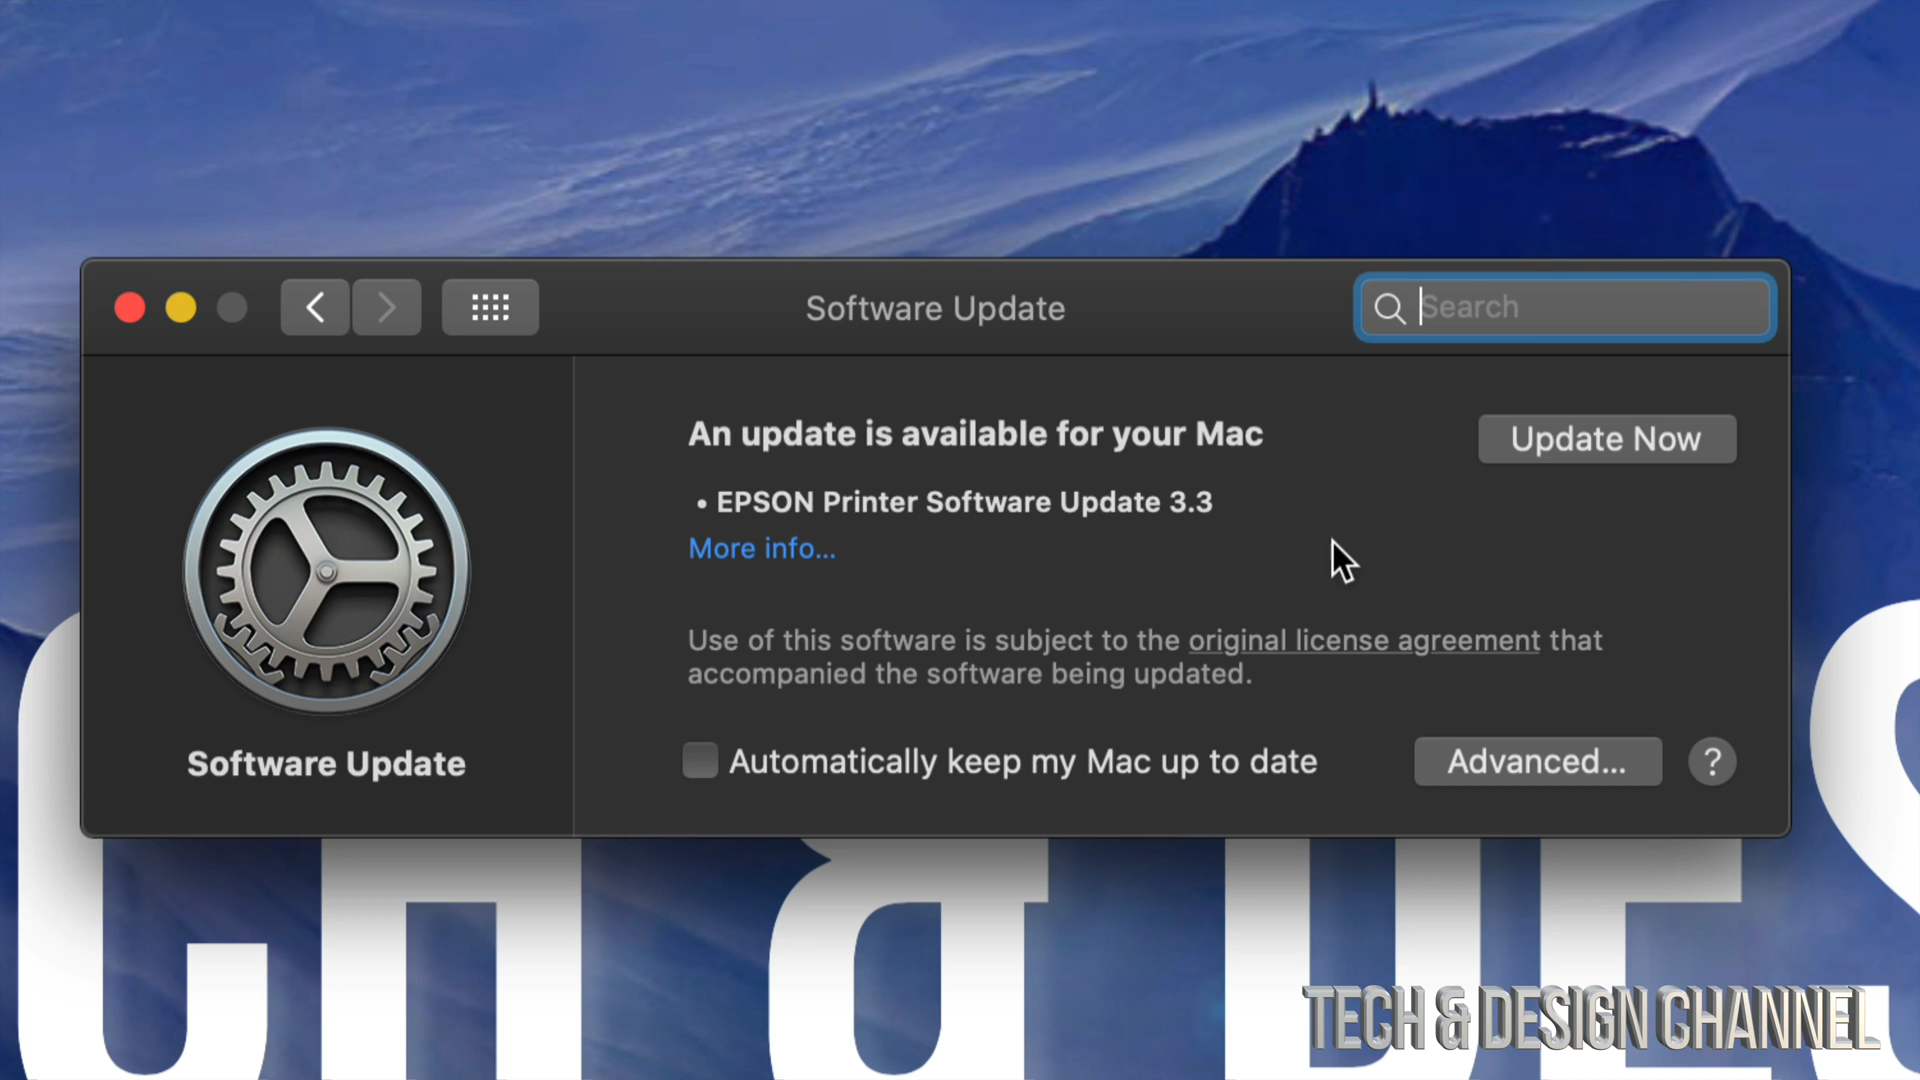 Software Update
Search
An update is available for your Mac
Update Now
• EPSON Printer Software Update 3.3
More info...
Use of this software is subject to the original license agreement that
accompanied the software being updated.
Software Update
Automatically keep my Mac up to date
Advanced...
?
CH & DES
TECH & DESIGN CHANNEL